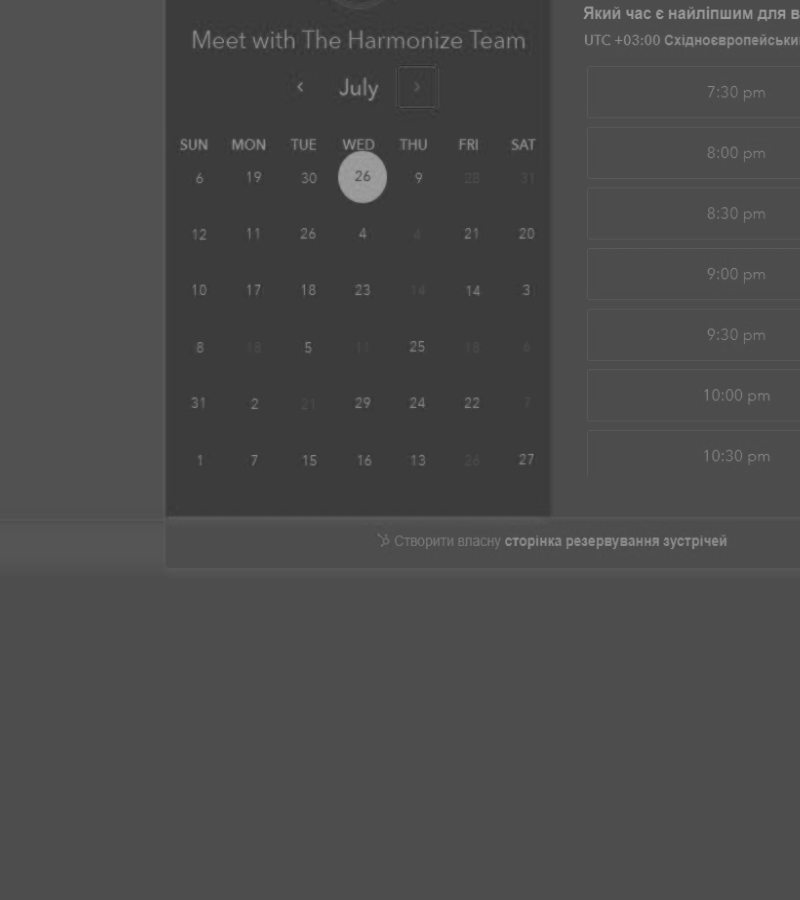 Meet with The Harmonize Team
July
SUN MON TUE WED THU FRI SAT
6 19 30 26 9 28 31
12 11 26 4 4 21 20
10 17 18 23 14 14 3
8 18 5 11 25 18 6
31 2 21 29 24 22 7
1 7 15 16 13 26 27
Який час є найліпшим для
UTC +03:00
7:30 pm
8:00 pm
8:30 pm
9:00 pm
9:30 pm
10:00 pm
10:30 pm
Створити власну сторінка резервування зустрічей